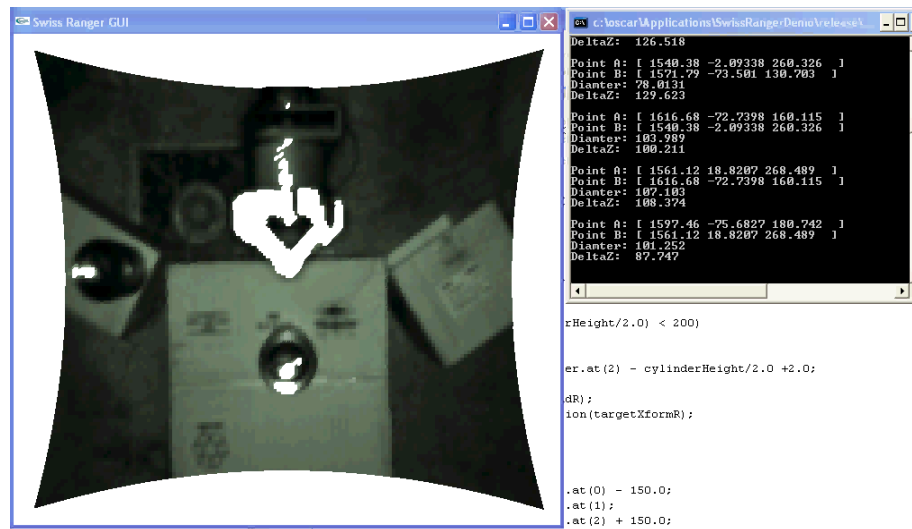 Swiss Ranger GUI
c:\oscar\Applications\SwissRangerDemo\release\...
DeltaZ: 126.518
Point A: [ 1540.38 -2.09338 260.326 ]
Point B: [ 1571.79 -73.501 130.703 ]
Diamter: 78.0131
DeltaZ: 129.623
Point A: [ 1616.68 -72.7398 160.115 ]
Point B: [ 1540.38 -2.09338 260.326 ]
Diamter: 103.989
DeltaZ: 100.211
Point A: [ 1561.12 18.8207 268.489 ]
Point B: [ 1616.68 -72.7398 160.115 ]
Diamter: 107.103
DeltaZ: 108.374
Point A: [ 1597.46 -75.6827 180.742 ]
Point B: [ 1561.12 18.8207 268.489 ]
Diamter: 101.252
DeltaZ: 87.747
rHeight/2.0) < 200)
er.at(2) - cylinderHeight/2.0 +2.0;
dR);
ion(targetXformR);
.at(0) - 150.0;
.at(1);
.at(2) + 150.0;